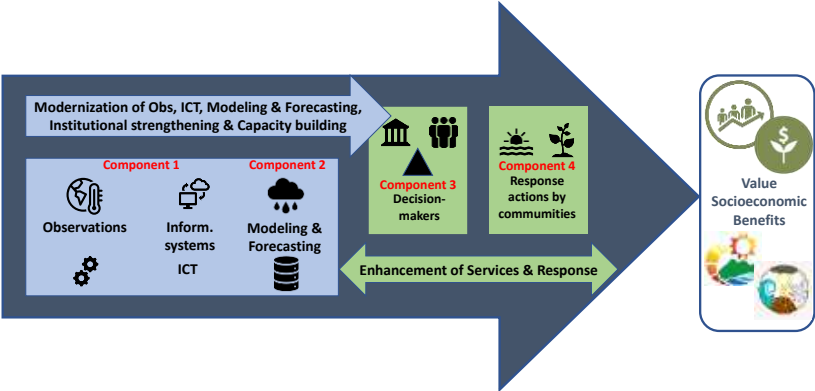 Modernization of Obs, ICT, Modeling & Forecasting,
Institutional strengthening & Capacity building
Component 1
Component 2
Observations
Inform.
systems
ICT
Modeling &
Forecasting
Component 3
Decision-
makers
Component 4
Response
actions by
communities
Enhancement of Services & Response
$
Value
Socioeconomic
Benefits